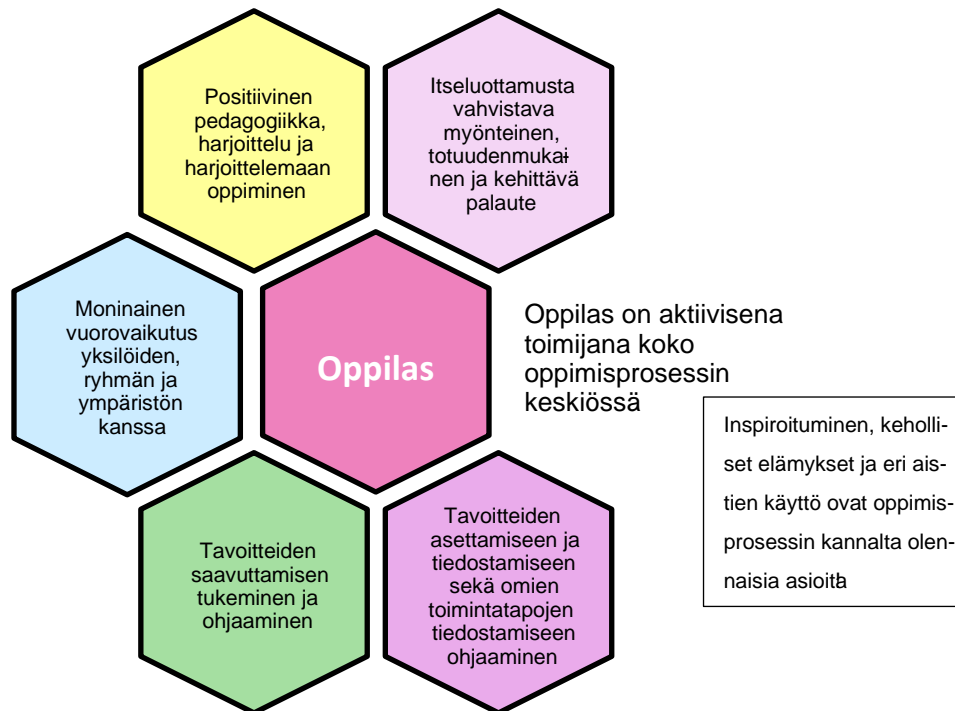 Positiivinen
pedagogiikka,
harjoittelu ja
harjoittelemaan
oppiminen
Itseluottamusta
vahvistava
myönteinen,
totuudenmukai-
nen ja kehittävä
palaute
Moninainen
vuorovaikutus
yksilöiden,
ryhmän ja
ympäristön
kanssa
Oppilas
Oppilas on aktiivisena
toimijana koko
oppimisprosessin
keskiössä
Inspiroituminen, keholli-
set elämykset ja eri ais-
tien käyttö ovat oppimis-
prosessin kannalta olen-
naisia asioita
Tavoitteiden
saavuttamisen
tukeminen ja
ohjaaminen
Tavoitteiden
asettamiseen ja
tiedostamiseen
sekä omien
toimintatapojen
tiedostamiseen
ohjaaminen